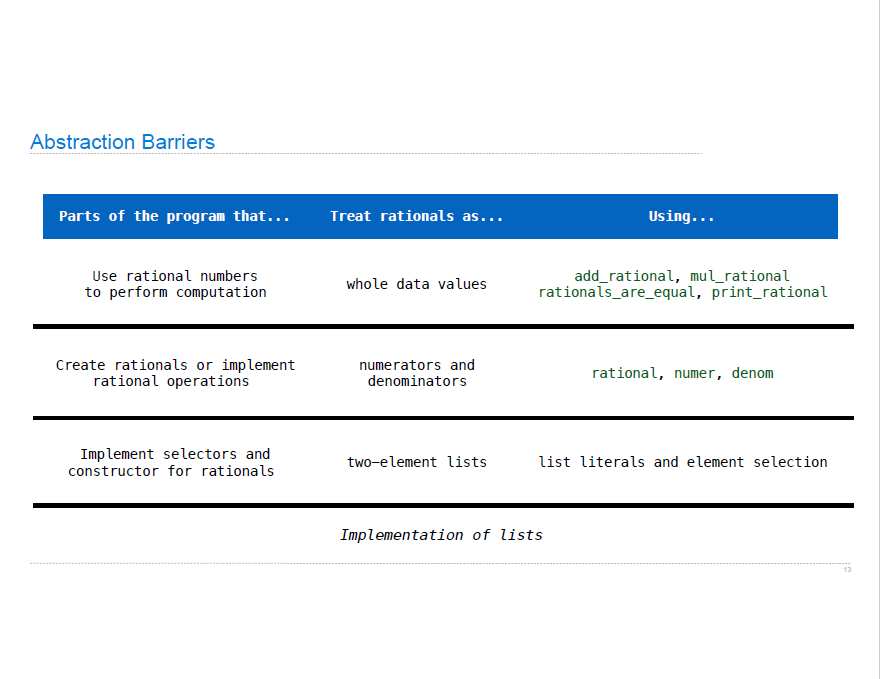 Abstraction Barriers
Parts of the program that... Treat rationals as... Using...
Use rational numbers
to perform computation
whole data values
add_rational, mul_rational
rationals_are_equal, print_rational
Create rationals or implement
rational operations
numerators and
denominators
rational, numer, denom
Implement selectors and
constructor for rationals
two-element lists
list literals and element selection
Implementation of lists
13